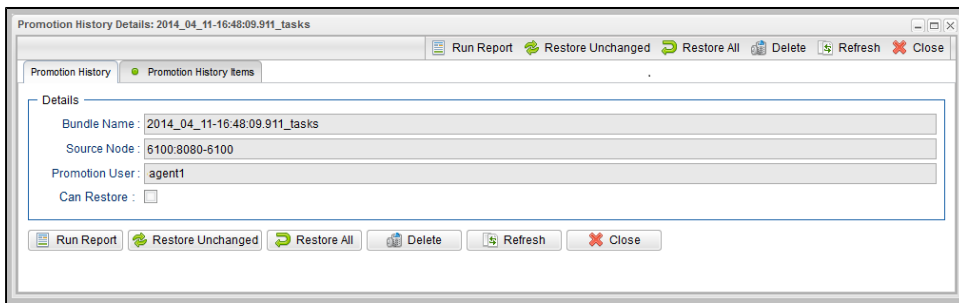 Promotion History Details: 2014_04_11-16:48:09.911_tasks
Run Report Restore Unchanged Restore All Delete Refresh Close
Promotion History Promotion History Items
Details
Bundle Name : 2014_04_11-16:48:09.911_tasks
Source Node : 6100:8080-6100
Promotion User : agent1
Can Restore :
Run Report Restore Unchanged Restore All Delete Refresh Close